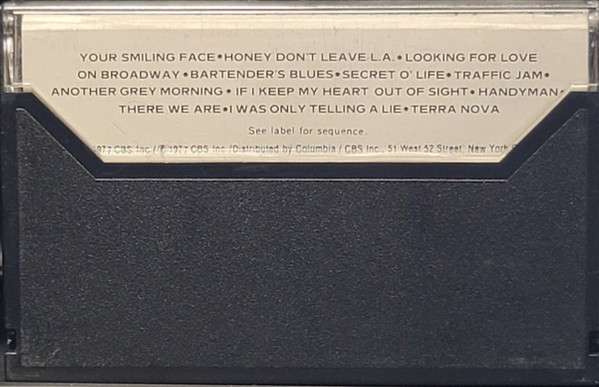 YOUR SMILING FACE•HONEY DON'T LEAVE L.A.•LOOKING FOR LOVE
ON BROADWAY•BARTENDER'S BLUES•SECRET O' LIFE•TRAFFIC JAM•
ANOTHER GREY MORNING•IF I KEEP MY HEART OUT OF SIGHT•HANDYMAN•
THERE WE ARE•I WAS ONLY TELLING A LIE•TERRA NOVA
See label for sequence.
1977 CBS Inc./℗ 1977 CBS Inc./Distributed by Columbia / CBS Inc., 51 West 52 Street, New York